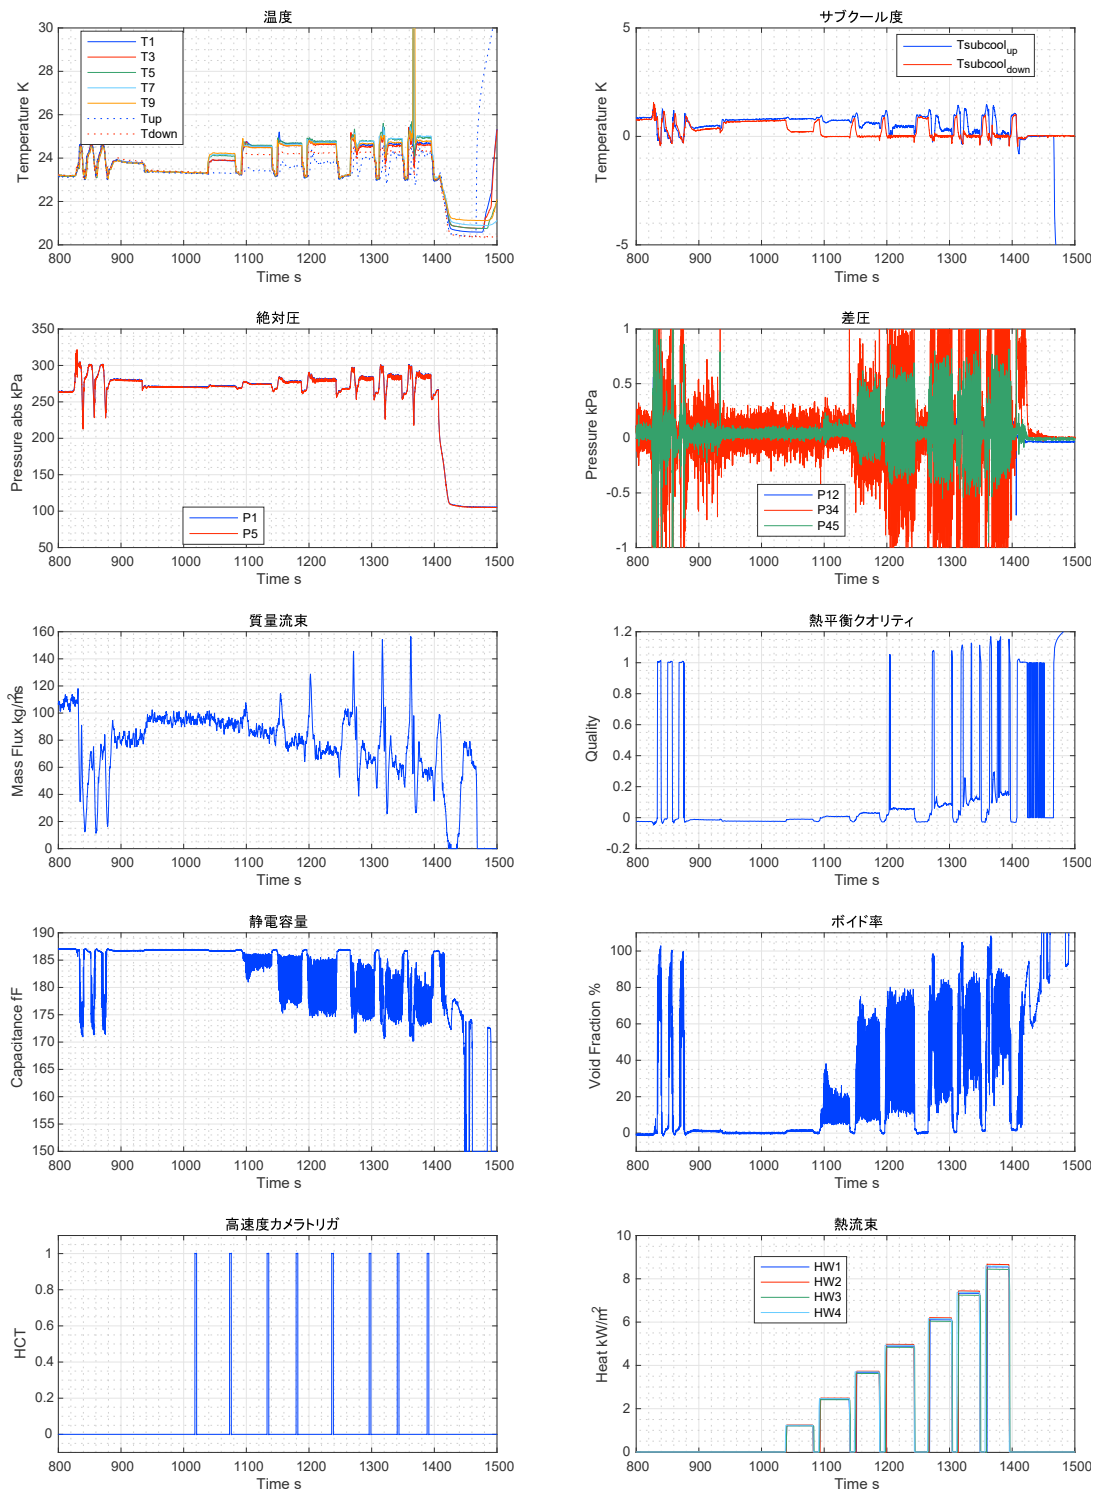 温度
30
28
26
24
22
20
Temperature K
T1
T3
T5
T7
T9
Tup
Tdown
800 900 1000 1100 1200 1300 1400 1500
Time s
サブクール度
5
0
-5
Temperature K
Tsubcool_up
Tsubcool_down
800 900 1000 1100 1200 1300 1400 1500
Time s
絶対圧
350
300
250
200
150
100
50
Pressure abs kPa
P1
P5
800 900 1000 1100 1200 1300 1400 1500
Time s
差圧
1
0.5
0
-0.5
-1
Pressure kPa
P12
P34
P45
800 900 1000 1100 1200 1300 1400 1500
Time s
質量流束
160
140
120
100
80
60
40
20
0
Mass Flux kg/m²s
800 900 1000 1100 1200 1300 1400 1500
Time s
熱平衡クオリティ
1.2
1
0.8
0.6
0.4
0.2
0
-0.2
Quality
800 900 1000 1100 1200 1300 1400 1500
Time s
静電容量
190
185
180
175
170
165
160
155
150
Capacitance fF
800 900 1000 1100 1200 1300 1400 1500
Time s
ボイド率
100
80
60
40
20
0
Void Fraction %
800 900 1000 1100 1200 1300 1400 1500
Time s
高速度カメラトリガ
1
0.8
0.6
0.4
0.2
0
HCT
800 900 1000 1100 1200 1300 1400 1500
Time s
熱流束
10
8
6
4
2
0
Heat kW/m²
HW1
HW2
HW3
HW4
800 900 1000 1100 1200 1300 1400 1500
Time s